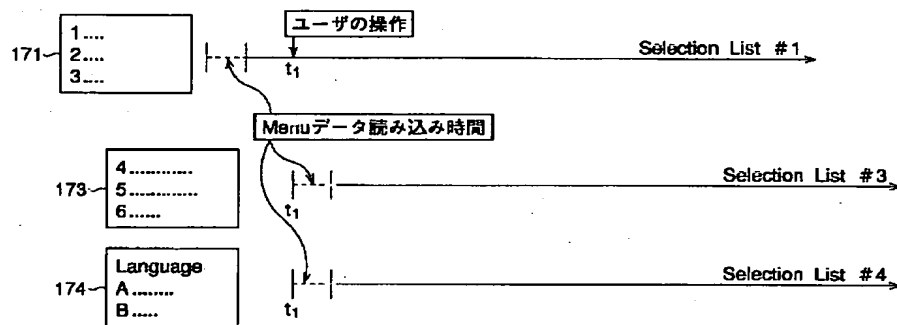 ユーザの操作
171
1....
2....
3....
t1
Selection List #1
Menuデータ読み込み時間
173
4............
5.............
6......
t1
Selection List #3
174
Language
A........
B.....
t1
Selection List #4